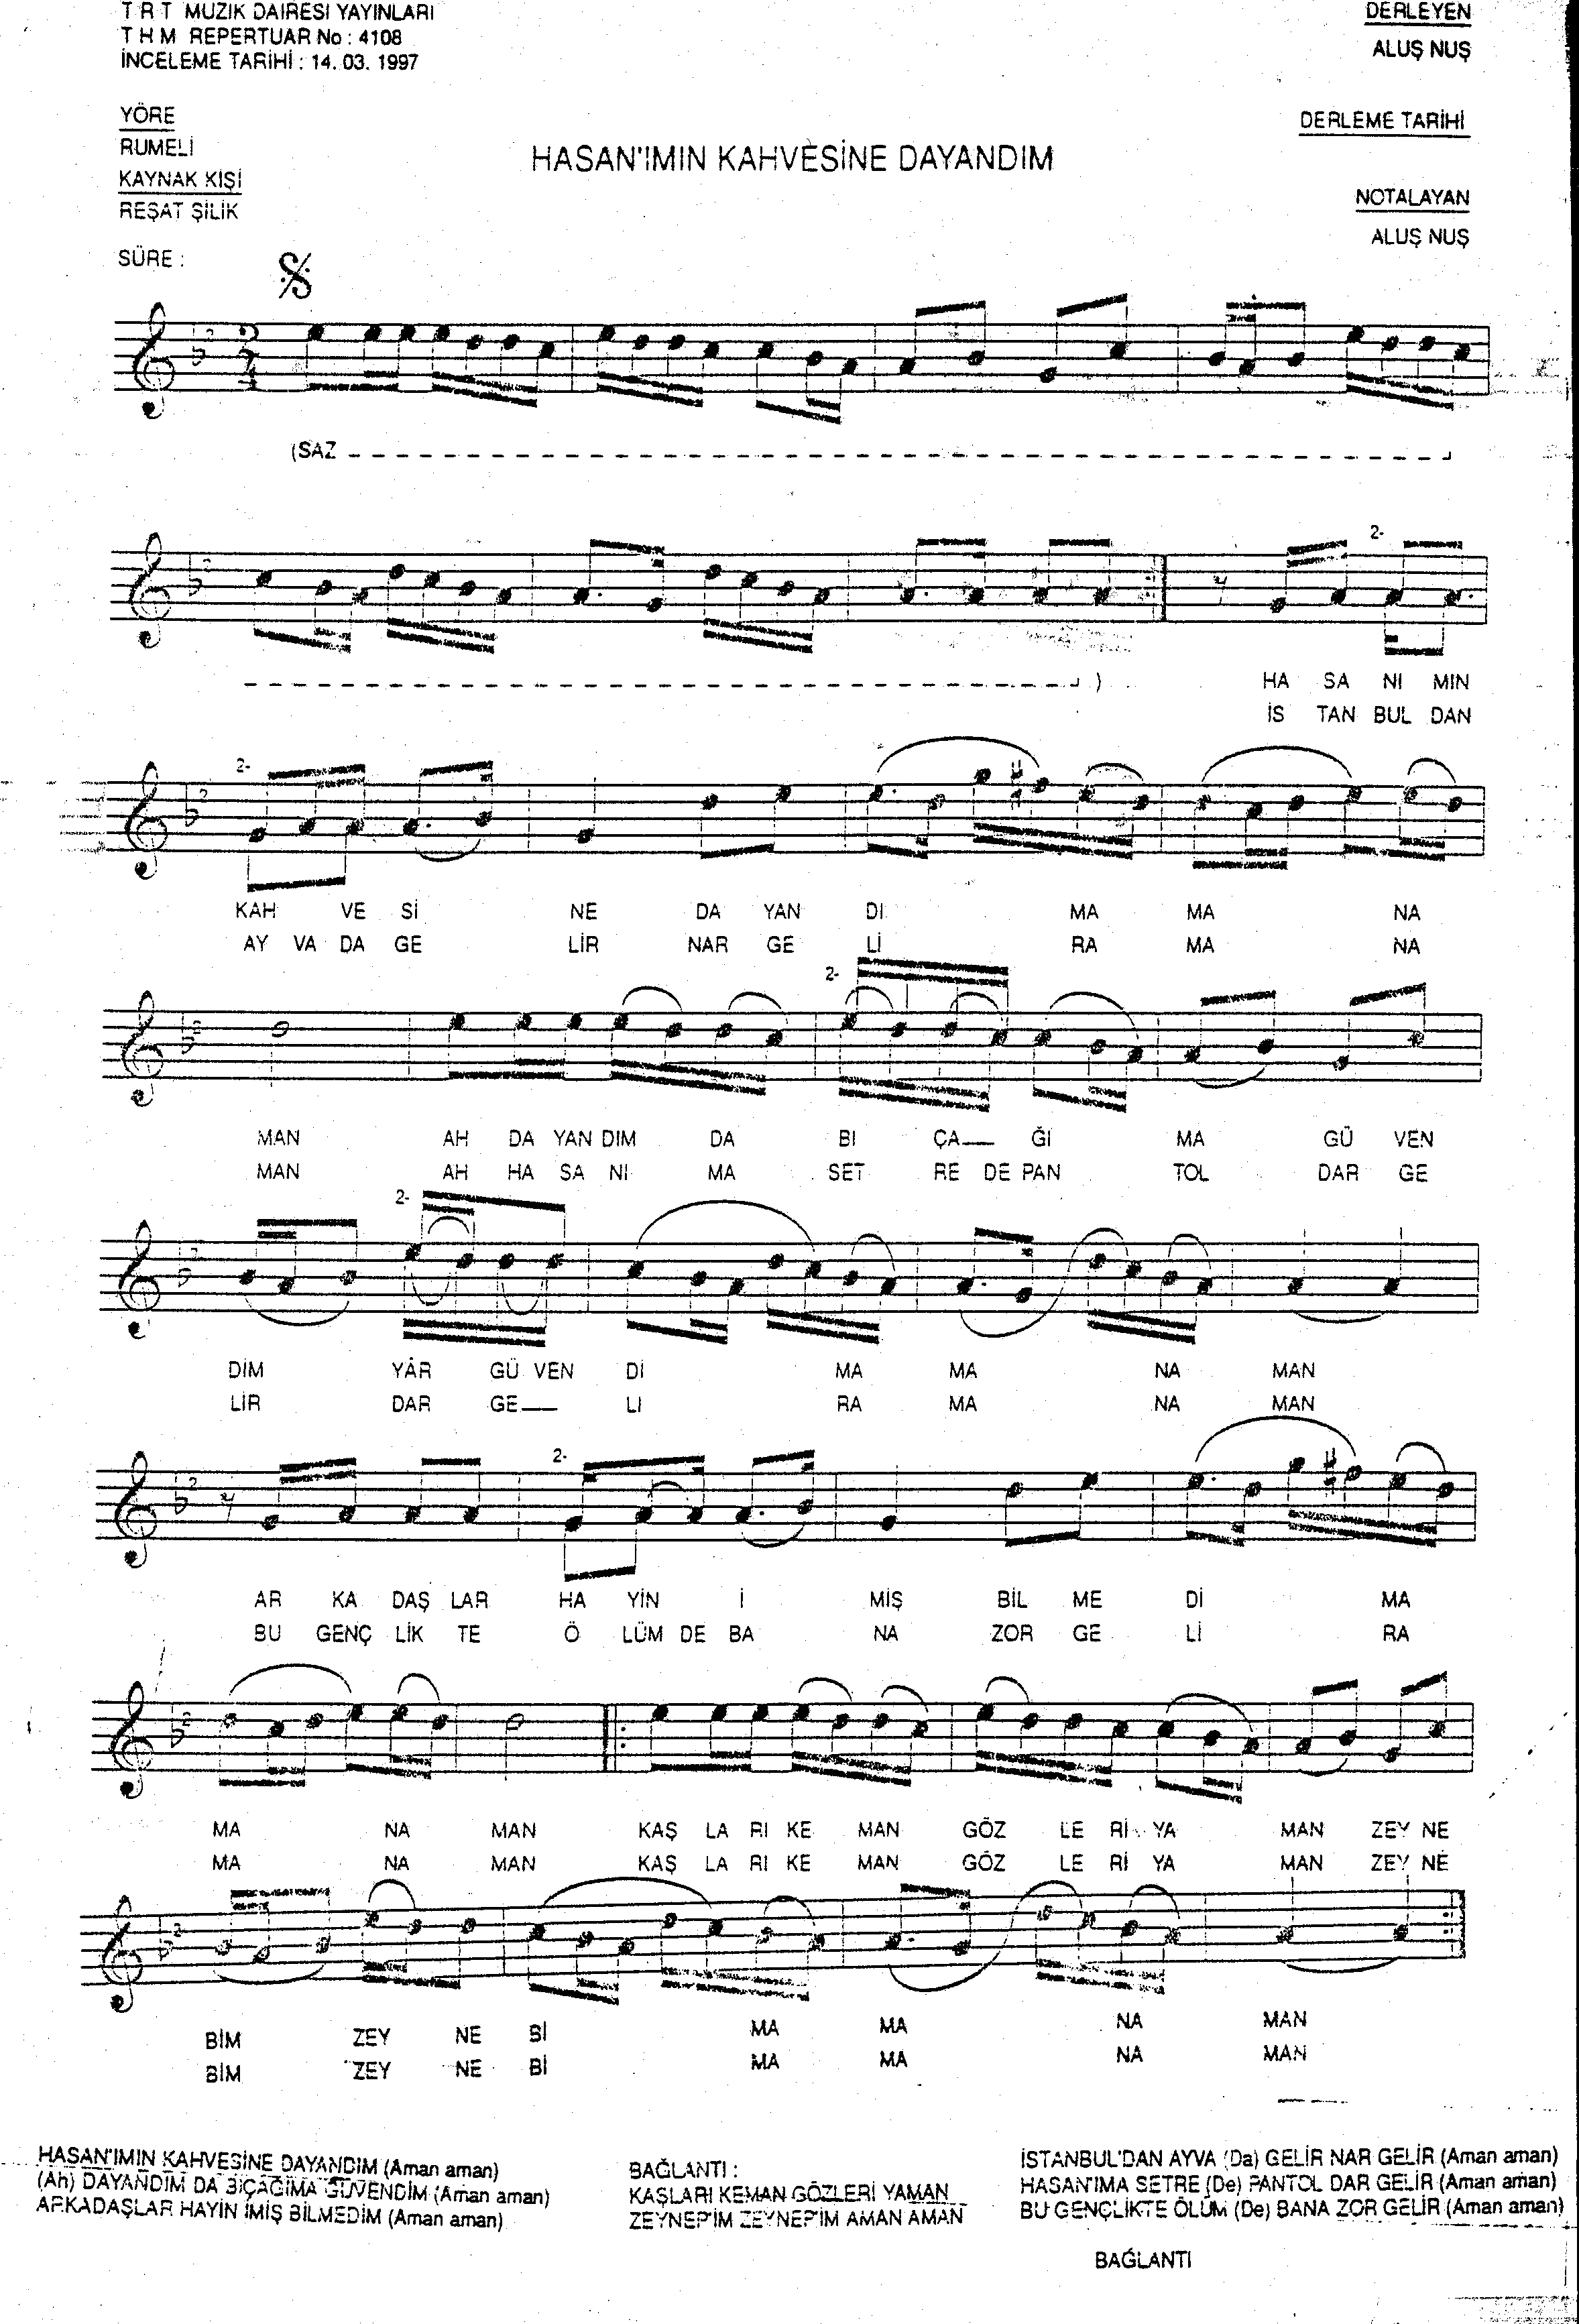 T R T MUZIK DAİRESİ YAYINLARI
T H M REPERTUAR No : 4108
İNCELEME TARİHİ : 14. 03. 1997
DERLEYEN
ALUŞ NUŞ
YÖRE
RUMELİ
KAYNAK KİŞİ
REŞAT ŞİLİK
SÜRE :
HASAN'IMIN KAHVESİNE DAYANDIM
DERLEME TARİHİ
NOTALAYAN
ALUŞ NUŞ
2 4
(SAZ
)
2-
HA SA NI MIN
İS TAN BUL DAN
2-
KAH VE Sİ NE DA YAN DI MA MA NA
AY VA DA GE LİR NAR GE Lİ RA MA NA
2-
MAN AH DA YAN DIM DA BI ÇA Ğİ MA GÜ VEN
MAN AH HA SA NI MA SET RE DE PAN TOL DAR GE
2-
DİM YÂR GÜ VEN Dİ MA MA NA MAN
LİR DAR GE LI RA MA NA MAN
2-
AR KA DAŞ LAR HA YİN İ MİŞ BİL ME Dİ MA
BU GENÇ LİK TE Ö LÜM DE BA NA ZOR GE Lİ RA
MA NA MAN KAŞ LA RI KE MAN GÖZ LE Rİ YA MAN ZEY NE
MA NA MAN KAŞ LA RI KE MAN GÖZ LE Rİ YA MAN ZEY NE
BİM ZEY NE Bİ MA MA NA MAN
BİM ZEY NE Bİ MA MA NA MAN
HASAN'IMIN KAHVESİNE DAYANDIM (Aman aman)
(Ah) DAYANDIM DA BIÇAĞIMA GÜVENDİM (Aman aman)
ARKADAŞLAR HAYİN İMİŞ BİLMEDİM (Aman aman)
BAĞLANTI :
KAŞLARI KEMAN GÖZLERİ YAMAN
ZEYNEP'İM ZEYNEP'İM AMAN AMAN
İSTANBUL'DAN AYVA (Da) GELİR NAR GELİR (Aman aman)
HASAN'IMA SETRE (De) PANTOL DAR GELİR (Aman aman)
BU GENÇLİKTE ÖLÜM (De) BANA ZOR GELİR (Aman aman)
BAĞLANTI